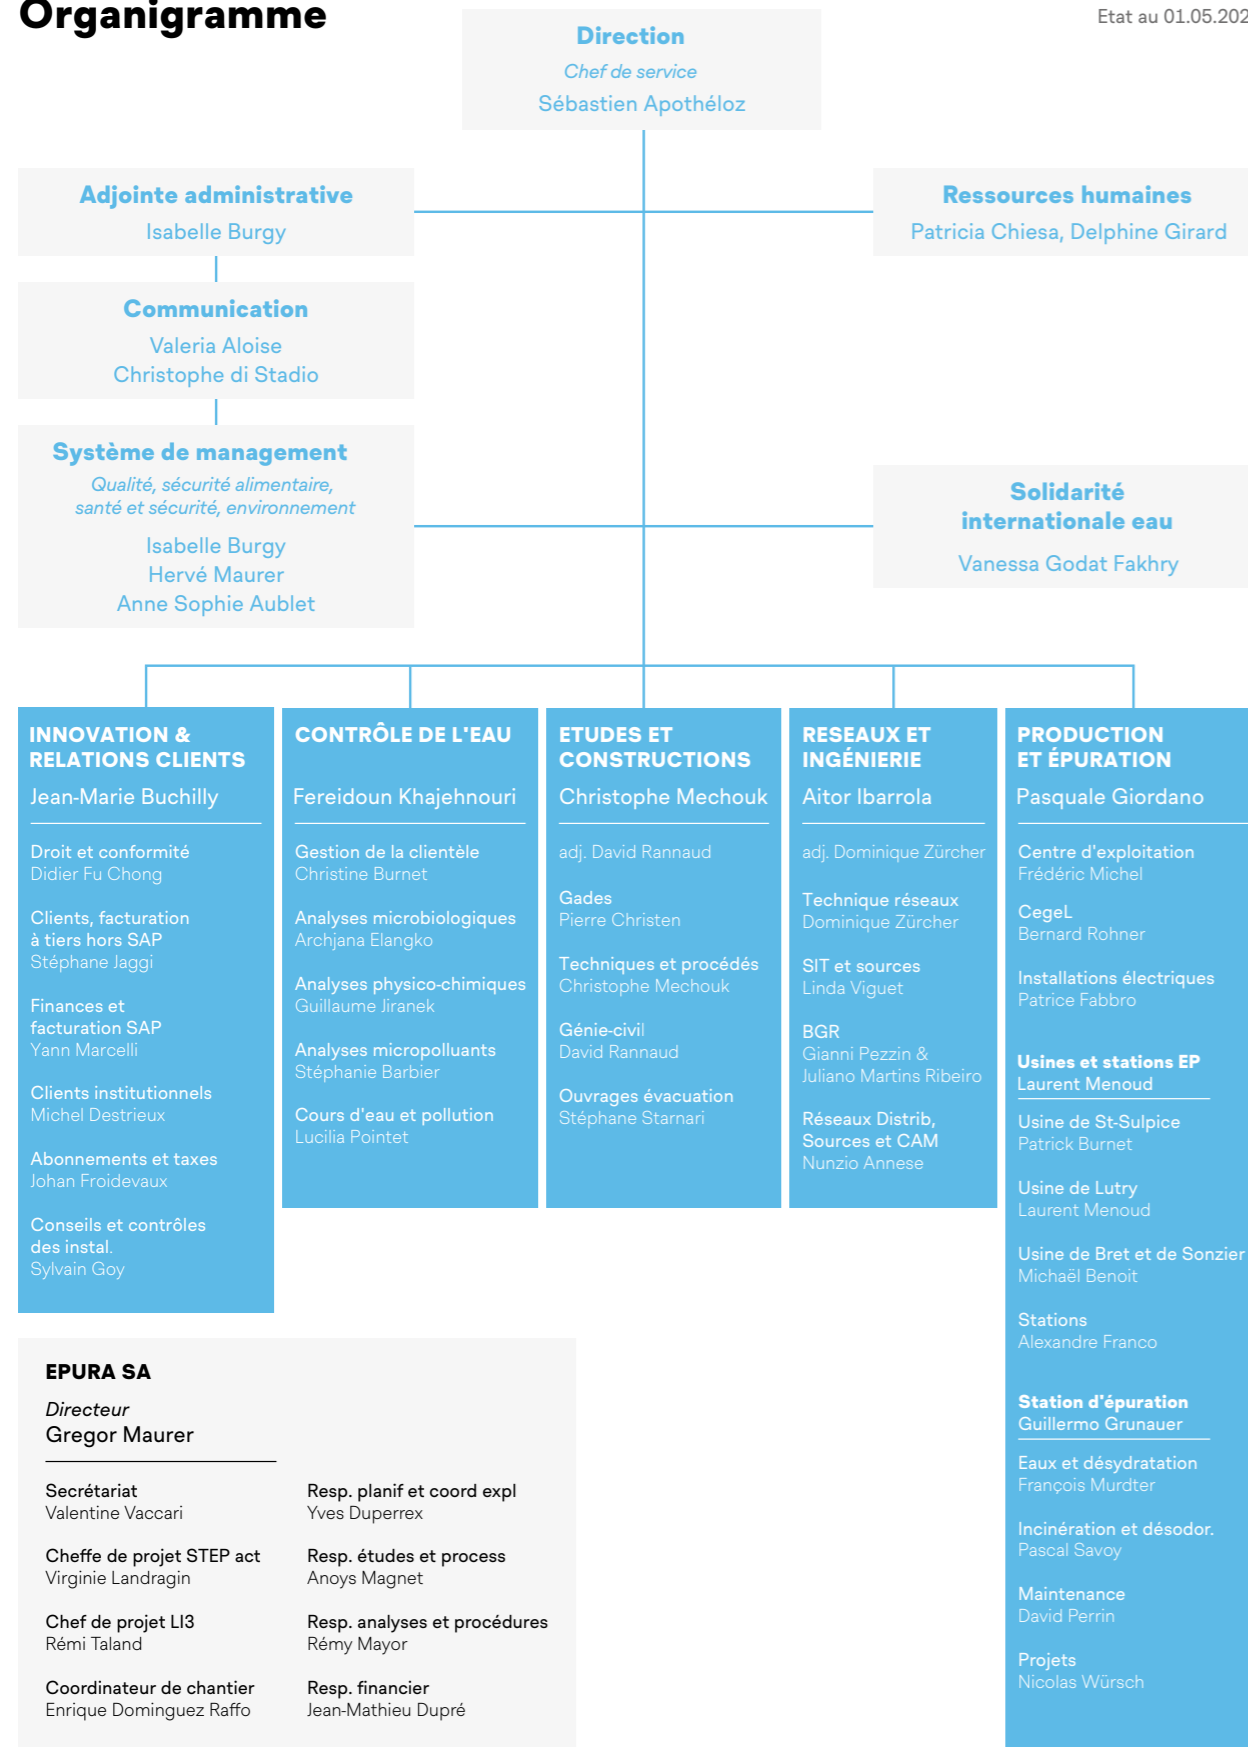 Organigramme
Etat au 01.05.202
Direction
Chef de service
Sébastien Apothéloz
Adjointe administrative
Isabelle Burgy
Ressources humaines
Patricia Chiesa, Delphine Girard
Communication
Valeria Aloise
Christophe di Stadio
Système de management
Qualité, sécurité alimentaire,
santé et sécurité, environnement
Isabelle Burgy
Hervé Maurer
Anne Sophie Aublet
Solidarité
internationale eau
Vanessa Godat Fakhry
INNOVATION &
RELATIONS CLIENTS
Jean-Marie Buchilly
Droit et conformité
Didier Fu Chong
Clients, facturation
à tiers hors SAP
Stéphane Jaggi
Finances et
facturation SAP
Yann Marcelli
Clients institutionnels
Michel Destrieux
Abonnements et taxes
Johan Froidevaux
Conseils et contrôles
des instal.
Sylvain Goy
CONTRÔLE DE L'EAU
Fereidoun Khajehnouri
Gestion de la clientèle
Christine Burnet
Analyses microbiologiques
Archjana Elangko
Analyses physico-chimiques
Guillaume Jiranek
Analyses micropolluants
Stéphanie Barbier
Cours d'eau et pollution
Lucilia Pointet
ETUDES ET
CONSTRUCTIONS
Christophe Mechouk
adj. David Rannaud
Gades
Pierre Christen
Techniques et procédés
Christophe Mechouk
Génie-civil
David Rannaud
Ouvrages évacuation
Stéphane Starnari
RESEAUX ET
INGÉNIERIE
Aitor Ibarrola
adj. Dominique Zürcher
Technique réseaux
Dominique Zürcher
SIT et sources
Linda Viguet
BGR
Gianni Pezzin &
Juliano Martins Ribeiro
Réseaux Distrib,
Sources et CAM
Nunzio Annese
PRODUCTION
ET ÉPURATION
Pasquale Giordano
Centre d'exploitation
Frédéric Michel
CegeL
Bernard Rohner
Installations électriques
Patrice Fabbro
Usines et stations EP
Laurent Menoud
Usine de St-Sulpice
Patrick Burnet
Usine de Lutry
Laurent Menoud
Usine de Bret et de Sonzier
Michaël Benoit
Stations
Alexandre Franco
Station d'épuration
Guillermo Grunauer
Eaux et désydratation
François Murdter
Incinération et désodor.
Pascal Savoy
Maintenance
David Perrin
Projets
Nicolas Würsch
EPURA SA
Directeur
Gregor Maurer
Secrétariat
Valentine Vaccari
Cheffe de projet STEP act
Virginie Landragin
Chef de projet LI3
Rémi Taland
Coordinateur de chantier
Enrique Dominguez Raffo
Resp. planif et coord expl
Yves Duperrex
Resp. études et process
Anoys Magnet
Resp. analyses et procédures
Rémy Mayor
Resp. financier
Jean-Mathieu Dupré